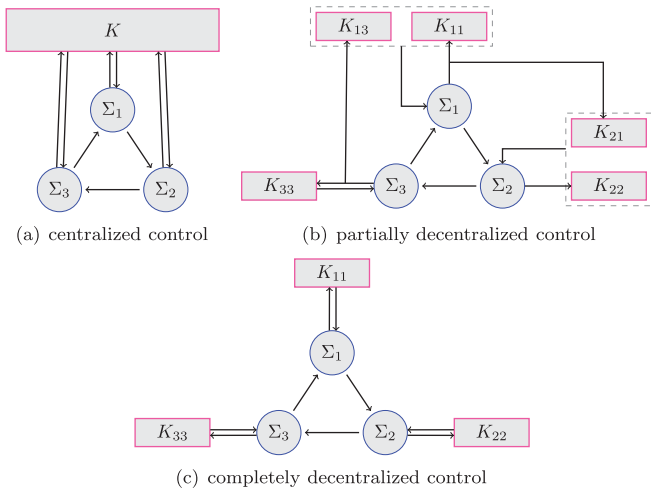 K
Σ1
Σ3
Σ2
(a) centralized control
K13
K11
Σ1
K21
K33
Σ3
Σ2
K22
(b) partially decentralized control
K11
Σ1
K33
Σ3
Σ2
K22
(c) completely decentralized control